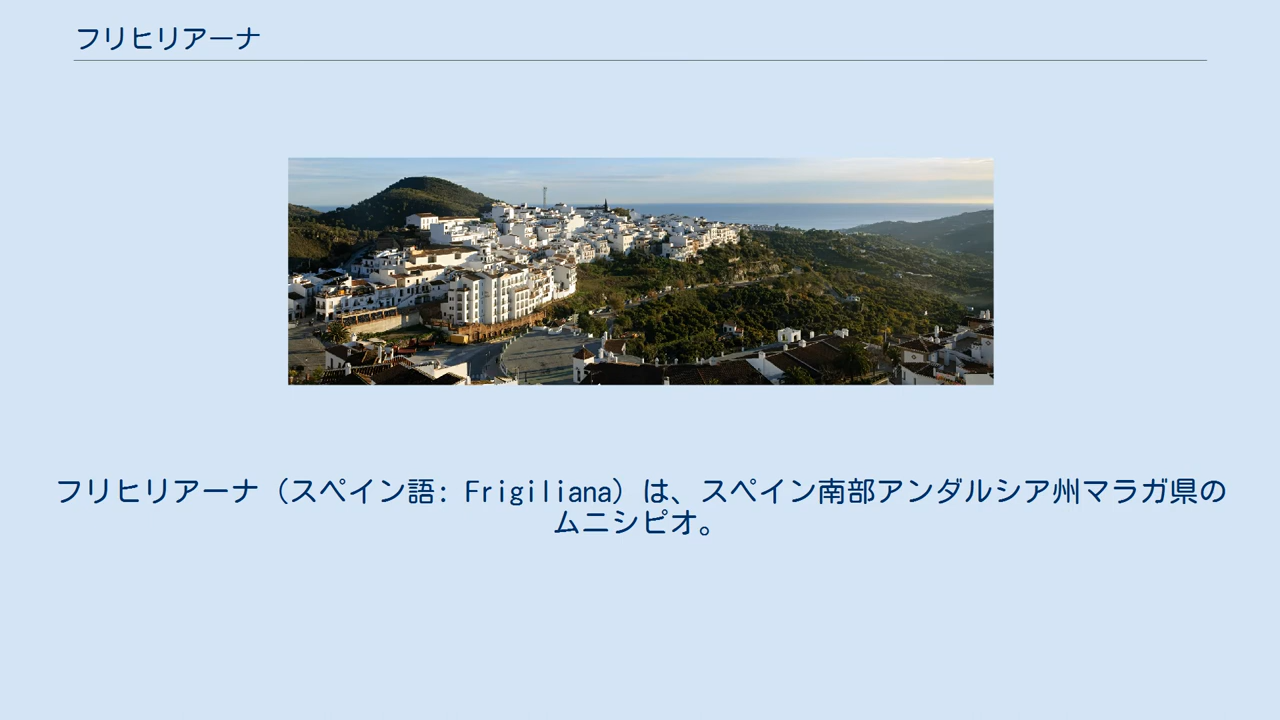 フリヒリアーナ
フリヒリアーナ（スペイン語: Frigiliana）は、スペイン南部アンダルシア州マラガ県の
ムニシピオ。